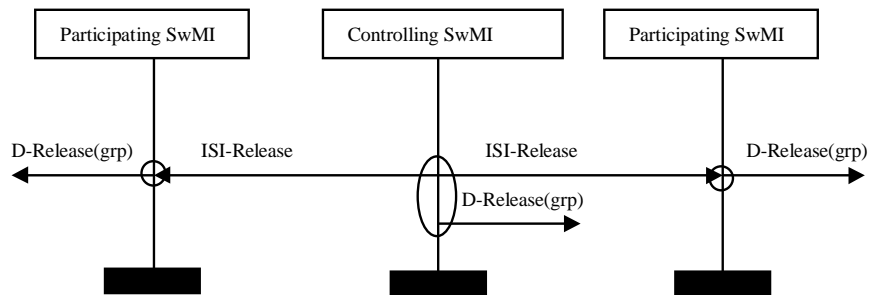 Participating SwMI
Controlling SwMI
Participating SwMI
D-Release(grp)
ISI-Release
ISI-Release
D-Release(grp)
D-Release(grp)